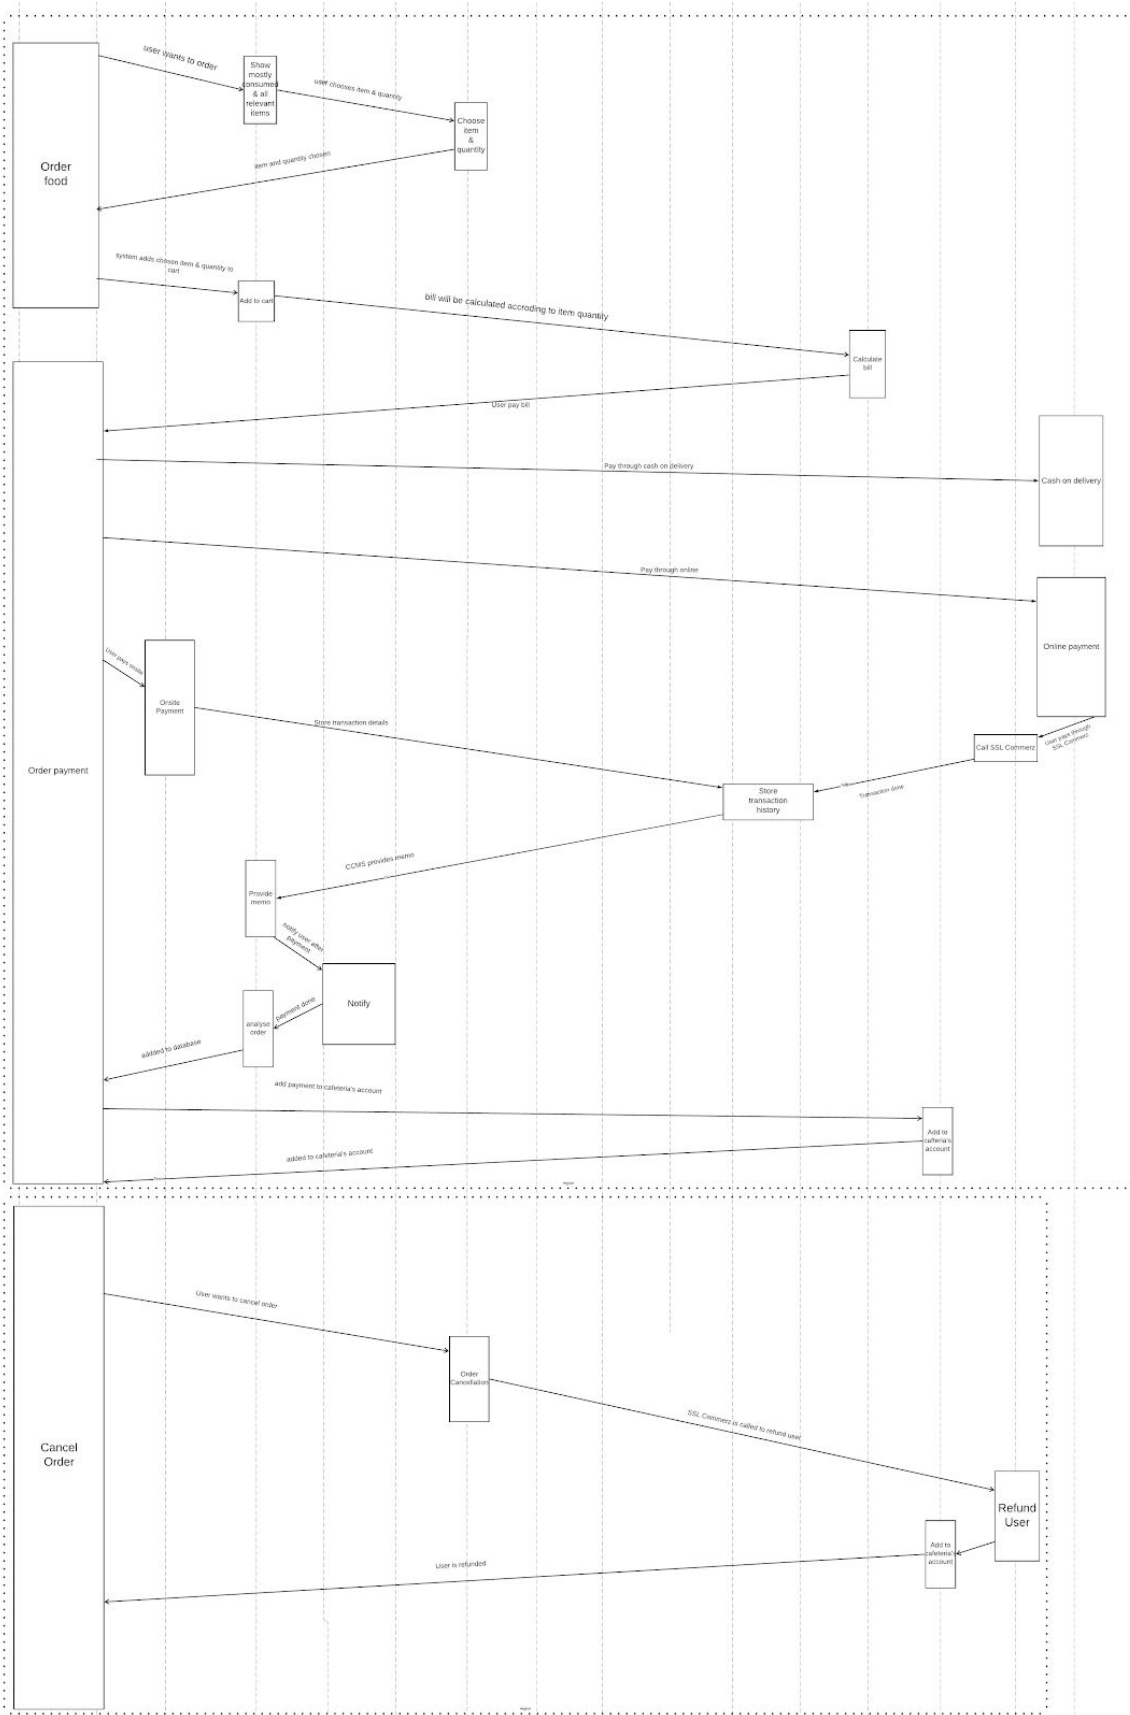 user wants to order
Show
mostly
consumed
& all
relevant
items
user chooses item & quantity
Choose
item
&
quantity
item and quantity chosen
Order
food
system adds chosen item & quantity to
cart
Add to cart
bill will be calculated accroding to item quantity
Calculate
bill
User pay bill
Pay through cash on delivery
Cash on delivery
Pay through online
Online payment
User pays onsite
Onsite
Payment
Store transaction details
User pays through
SSL Commerz
Call SSL Commerz
Order payment
Store
transaction
history
Transaction done
CCMS provides memo
Provide
memo
notify user after
payment
Notify
payment done
analyse
order
addded to database
add payment to cafeteria's account
Add to
cafteria's
account
added to cafeteria's account
User wants to cancel order
Order
Cancellation
SSL Commerz is called to refund user
Cancel
Order
Refund
User
Add to
cafeteria's
account
User is refunded